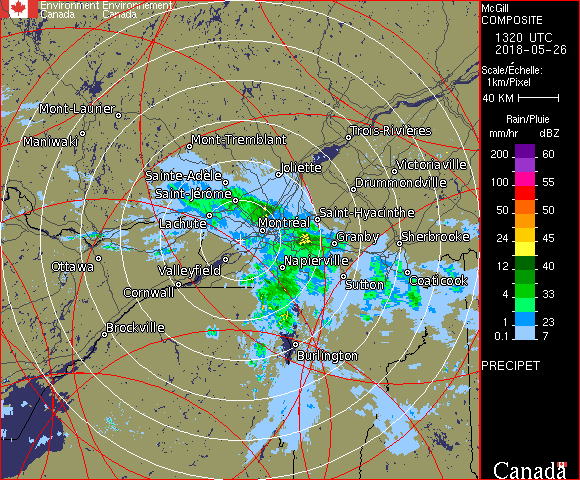 Environment Environnement
Canada Canada
McGill
COMPOSITE
1320 UTC
2018-05-26
Scale/Échelle:
1km/Pixel
40 KM
Rain/Pluie
mm/hr dBZ
200 60
100 55
50 50
24 45
12 40
4 33
1 23
0.1 7
PRECIPET
Canada
Mont-Laurier
Maniwaki
Mont-Tremblant
Trois-Rivières
Sainte-Adèle
Joliette
Victoriaville
Drummondville
Saint-Jérôme
Lachute
Montréal
Saint-Hyacinthe
Granby
Sherbrooke
Ottawa
Valleyfield
Napierville
Sutton
Coaticook
Cornwall
Brockville
Burlington